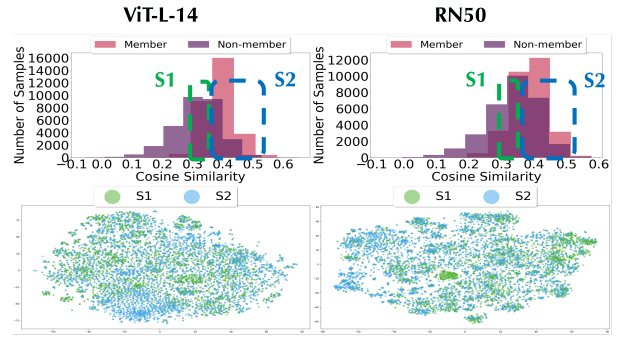 ViT-L-14 RN50
Member Non-member Member Non-member
Number of Samples
16000
14000
12000
10000
8000
6000
4000
2000
0
S1 S2
−0.1 0.0 0.1 0.2 0.3 0.4 0.5 0.6
Cosine Similarity
Number of Samples
12000
10000
8000
6000
4000
2000
0
S1 S2
−0.1 0.0 0.1 0.2 0.3 0.4 0.5 0.6
Cosine Similarity
S1 S2 S1 S2